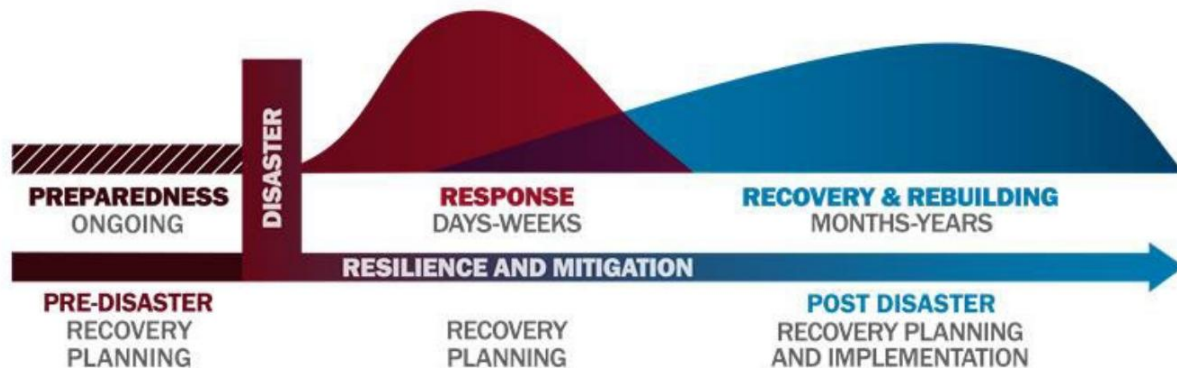 PREPAREDNESS
ONGOING
DISASTER
RESPONSE
DAYS-WEEKS
RECOVERY & REBUILDING
MONTHS-YEARS
RESILIENCE AND MITIGATION
PRE-DISASTER
RECOVERY
PLANNING
RECOVERY
PLANNING
POST DISASTER
RECOVERY PLANNING
AND IMPLEMENTATION